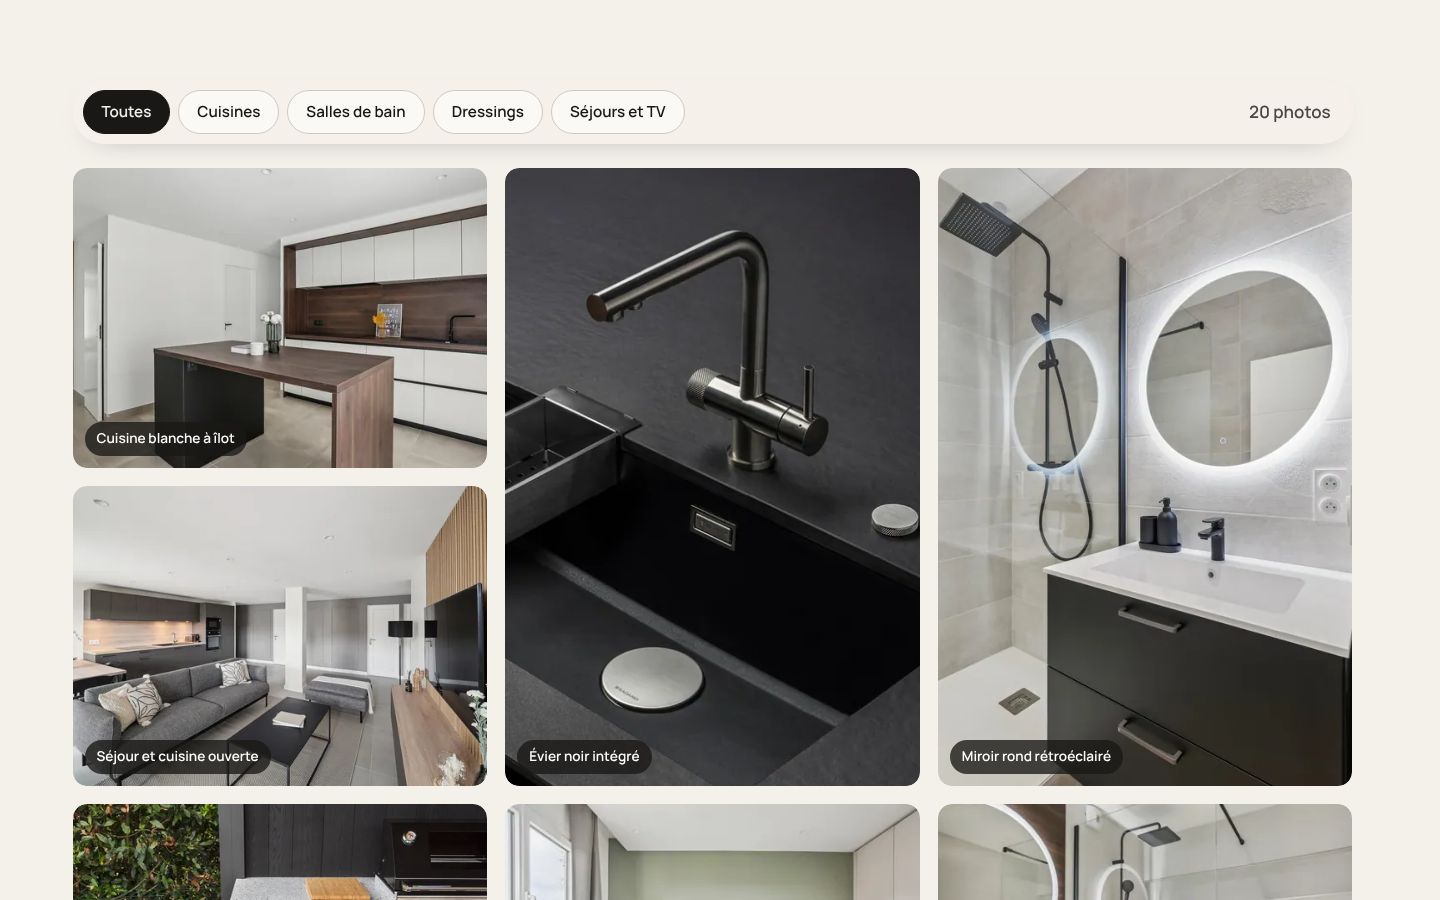 Toutes
Cuisines
Salles de bain
Dressings
Séjours et TV
20 photos
Cuisine blanche à îlot
Séjour et cuisine ouverte
Évier noir intégré
Miroir rond rétroéclairé